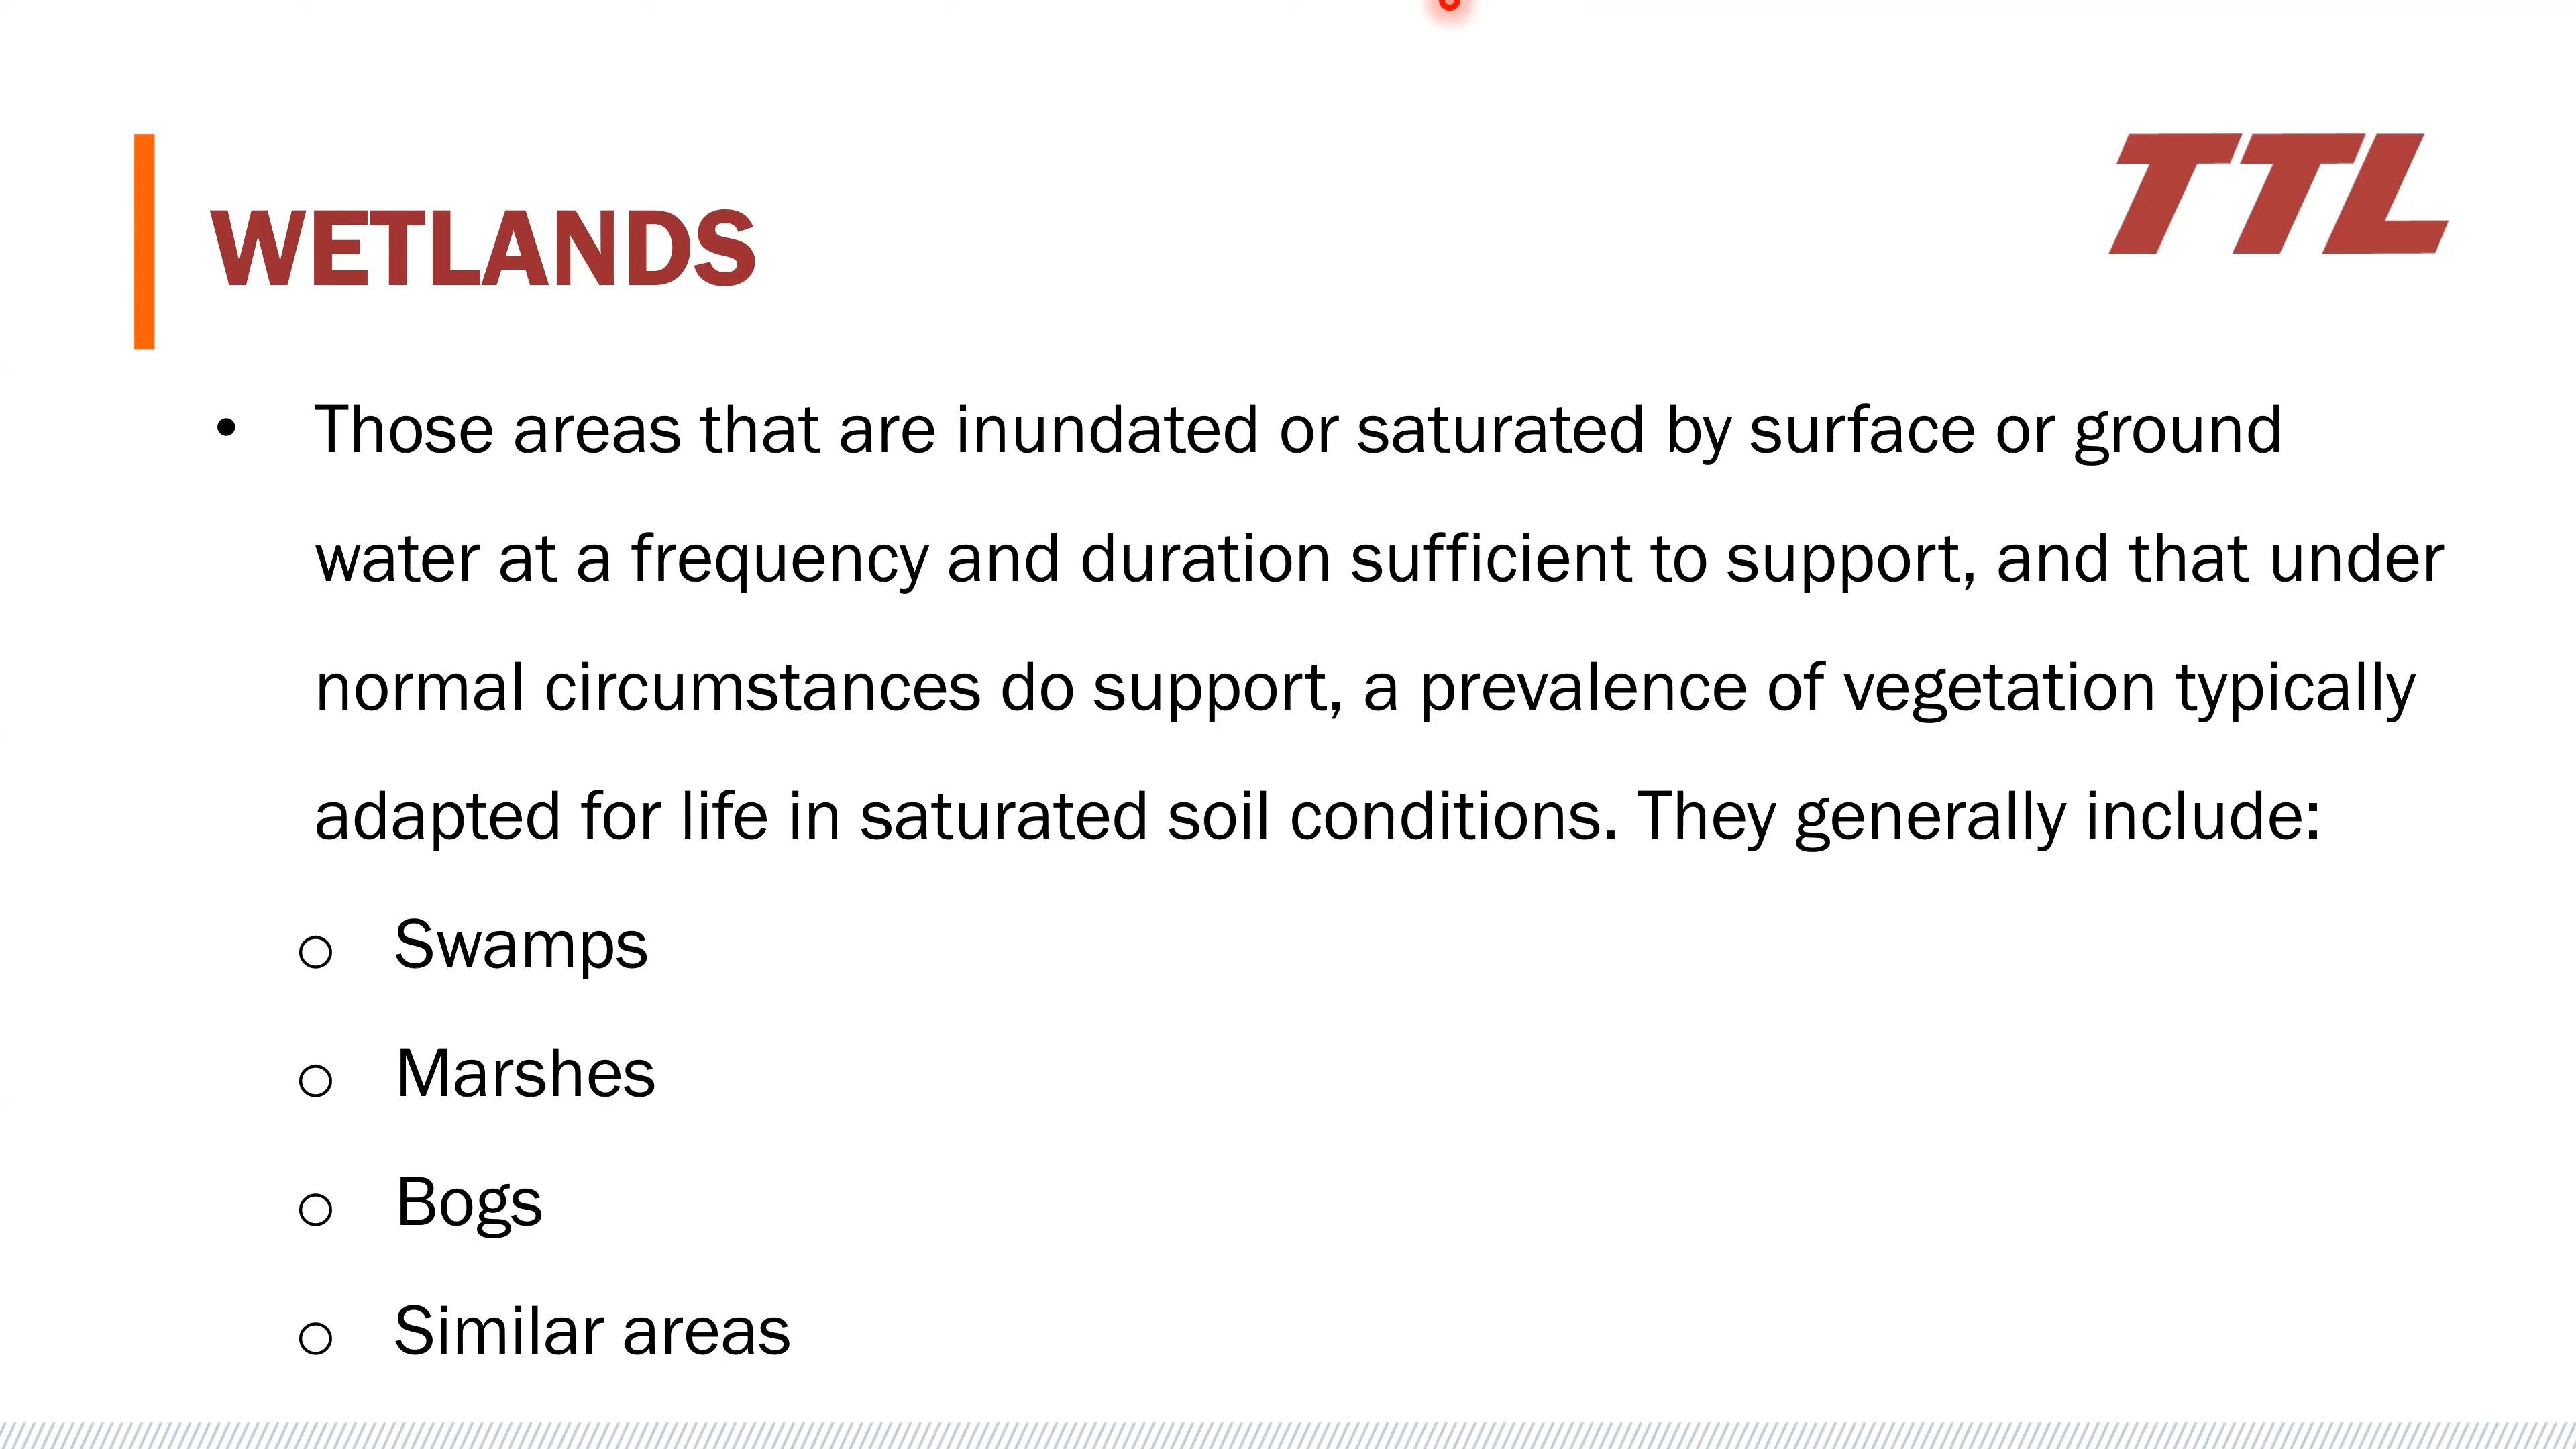 TTL
WETLANDS
• Those areas that are inundated or saturated by surface or ground
water at a frequency and duration sufficient to support, and that under
normal circumstances do support, a prevalence of vegetation typically
adapted for life in saturated soil conditions. They generally include:
o Swamps
o Marshes
o Bogs
o Similar areas